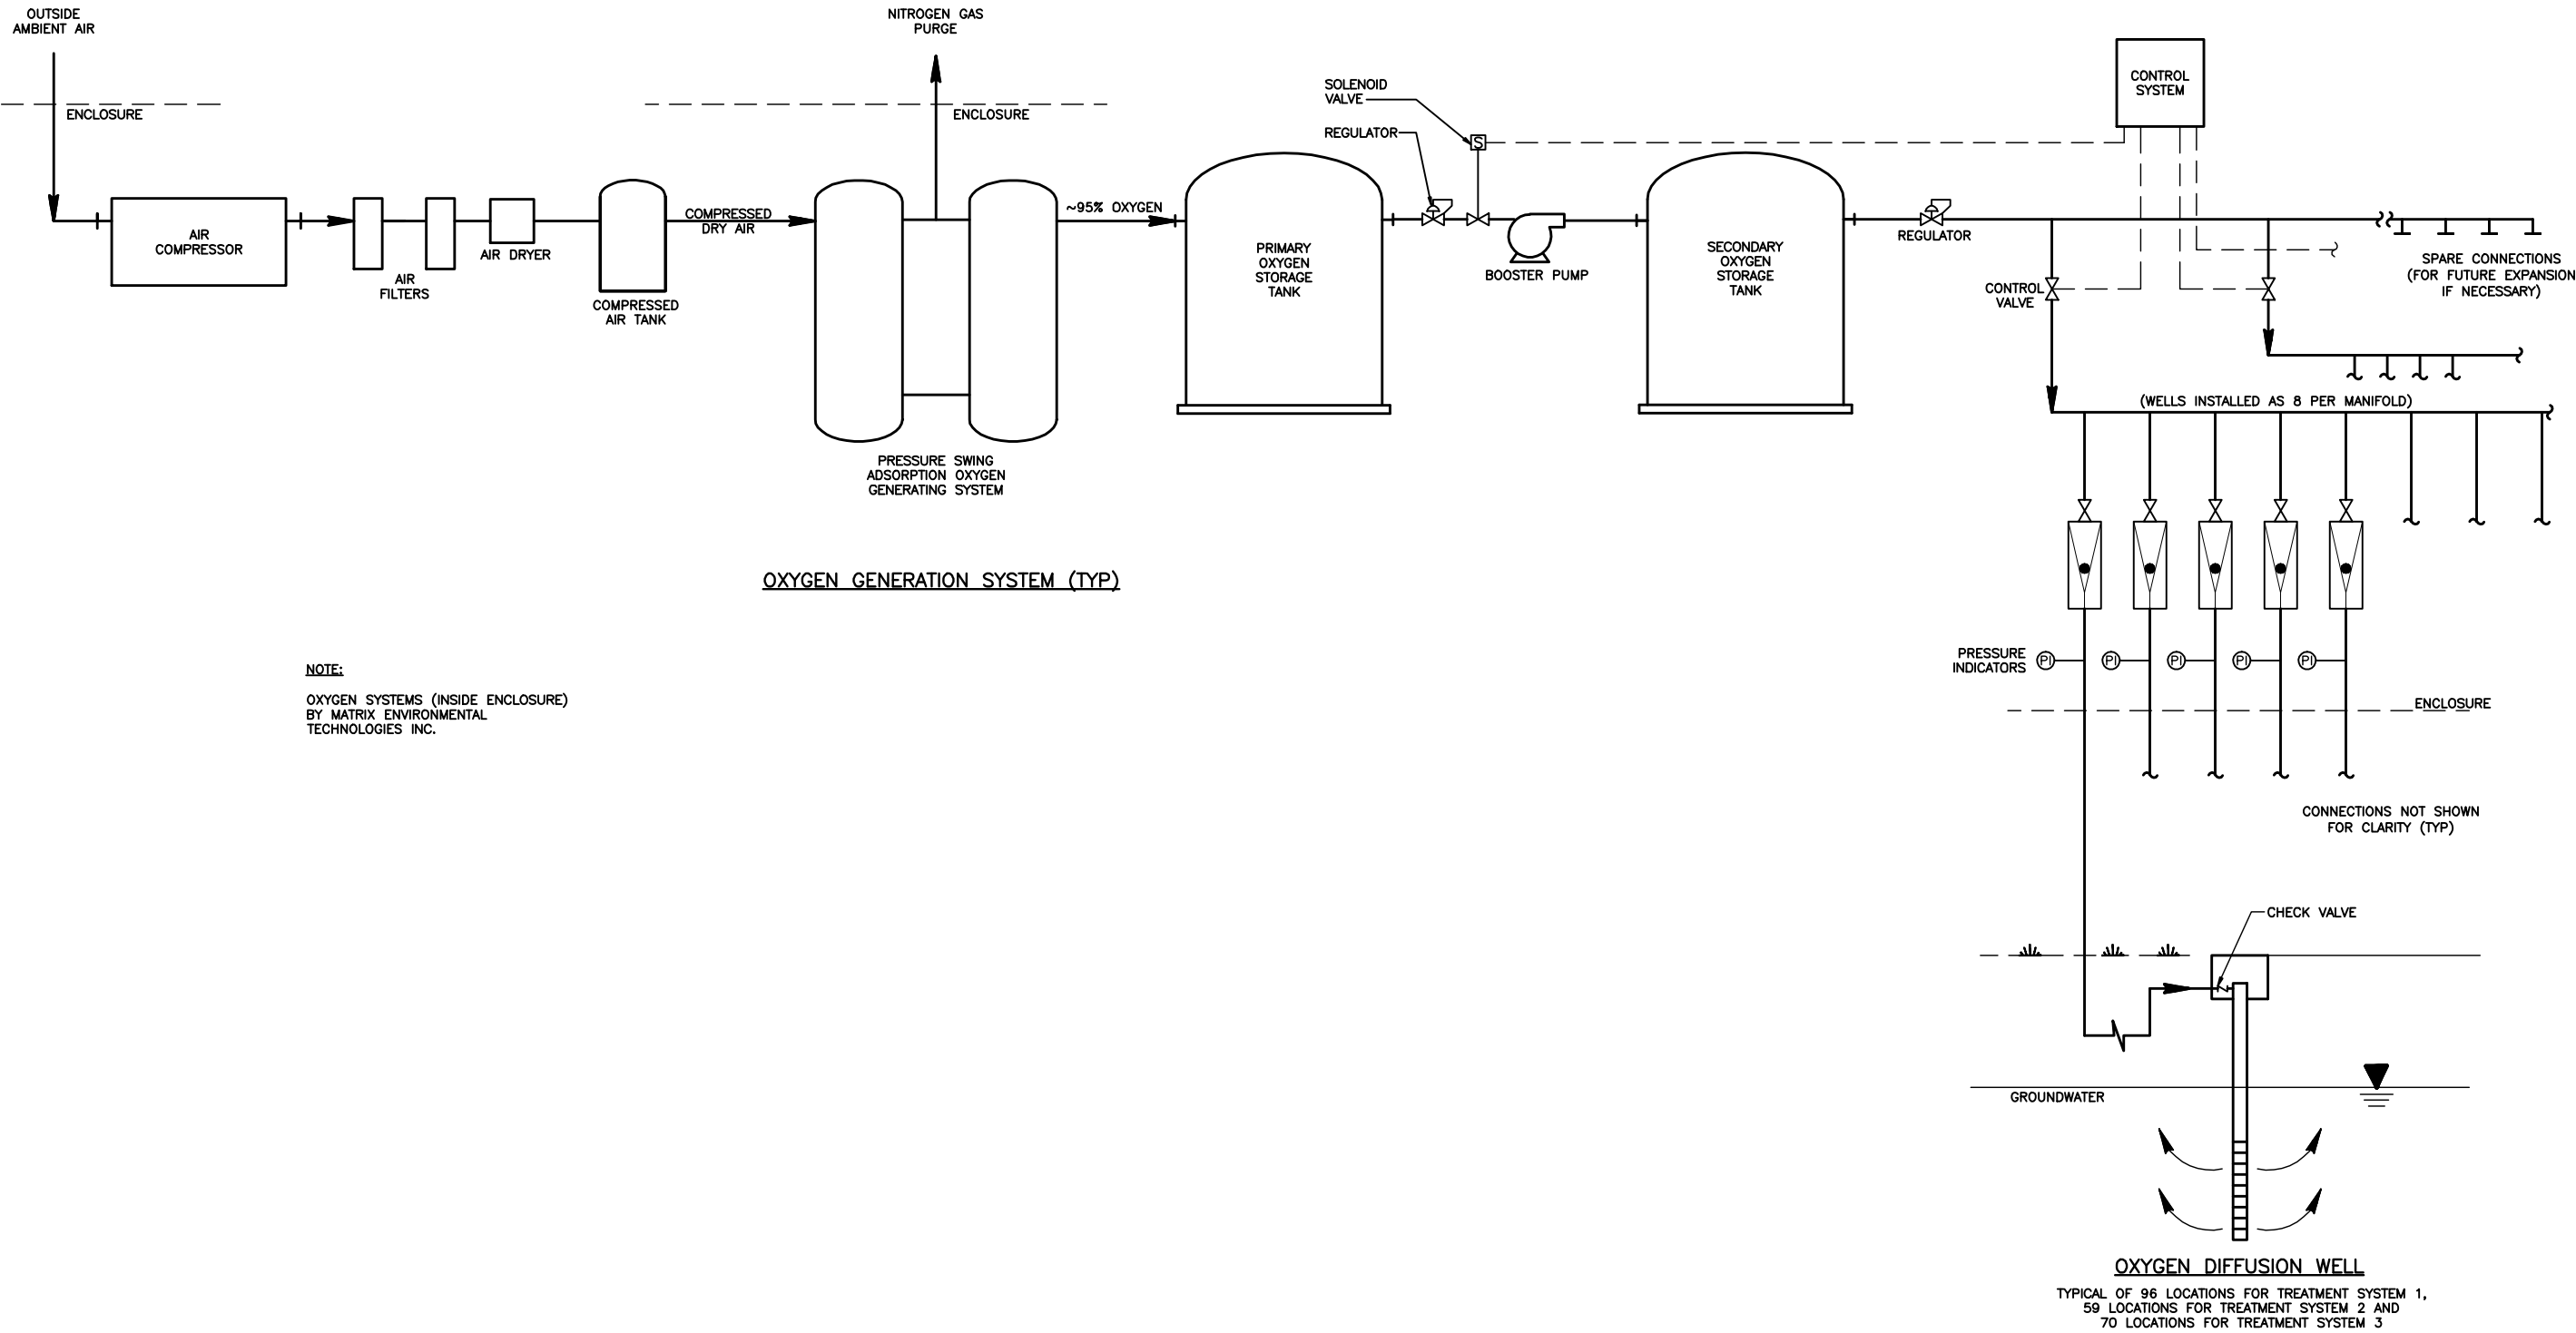 OUTSIDE
AMBIENT AIR
NITROGEN GAS
PURGE
ENCLOSURE
ENCLOSURE
SOLENOID
VALVE
REGULATOR
S
CONTROL
SYSTEM
AIR
COMPRESSOR
AIR
FILTERS
AIR DRYER
COMPRESSED
AIR TANK
COMPRESSED
DRY AIR
~95% OXYGEN
PRIMARY
OXYGEN
STORAGE
TANK
BOOSTER PUMP
SECONDARY
OXYGEN
STORAGE
TANK
REGULATOR
CONTROL
VALVE
SPARE CONNECTIONS
(FOR FUTURE EXPANSION
IF NECESSARY)
(WELLS INSTALLED AS 8 PER MANIFOLD)
PRESSURE SWING
ADSORPTION OXYGEN
GENERATING SYSTEM
OXYGEN GENERATION SYSTEM (TYP)
NOTE:
OXYGEN SYSTEMS (INSIDE ENCLOSURE)
BY MATRIX ENVIRONMENTAL
TECHNOLOGIES INC.
PRESSURE
INDICATORS
PI
PI
PI
PI
PI
ENCLOSURE
CONNECTIONS NOT SHOWN
FOR CLARITY (TYP)
CHECK VALVE
GROUNDWATER
OXYGEN DIFFUSION WELL
TYPICAL OF 96 LOCATIONS FOR TREATMENT SYSTEM 1,
59 LOCATIONS FOR TREATMENT SYSTEM 2 AND
70 LOCATIONS FOR TREATMENT SYSTEM 3